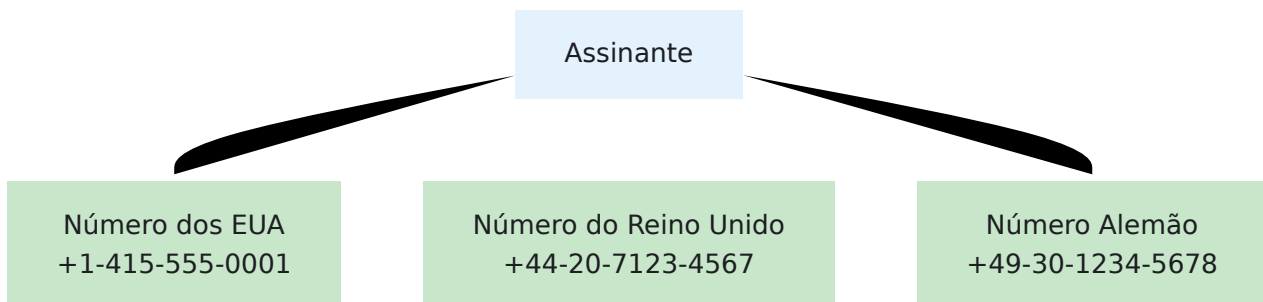 Assinante
Número dos EUA
+1-415-555-0001
Número do Reino Unido
+44-20-7123-4567
Número Alemão
+49-30-1234-5678